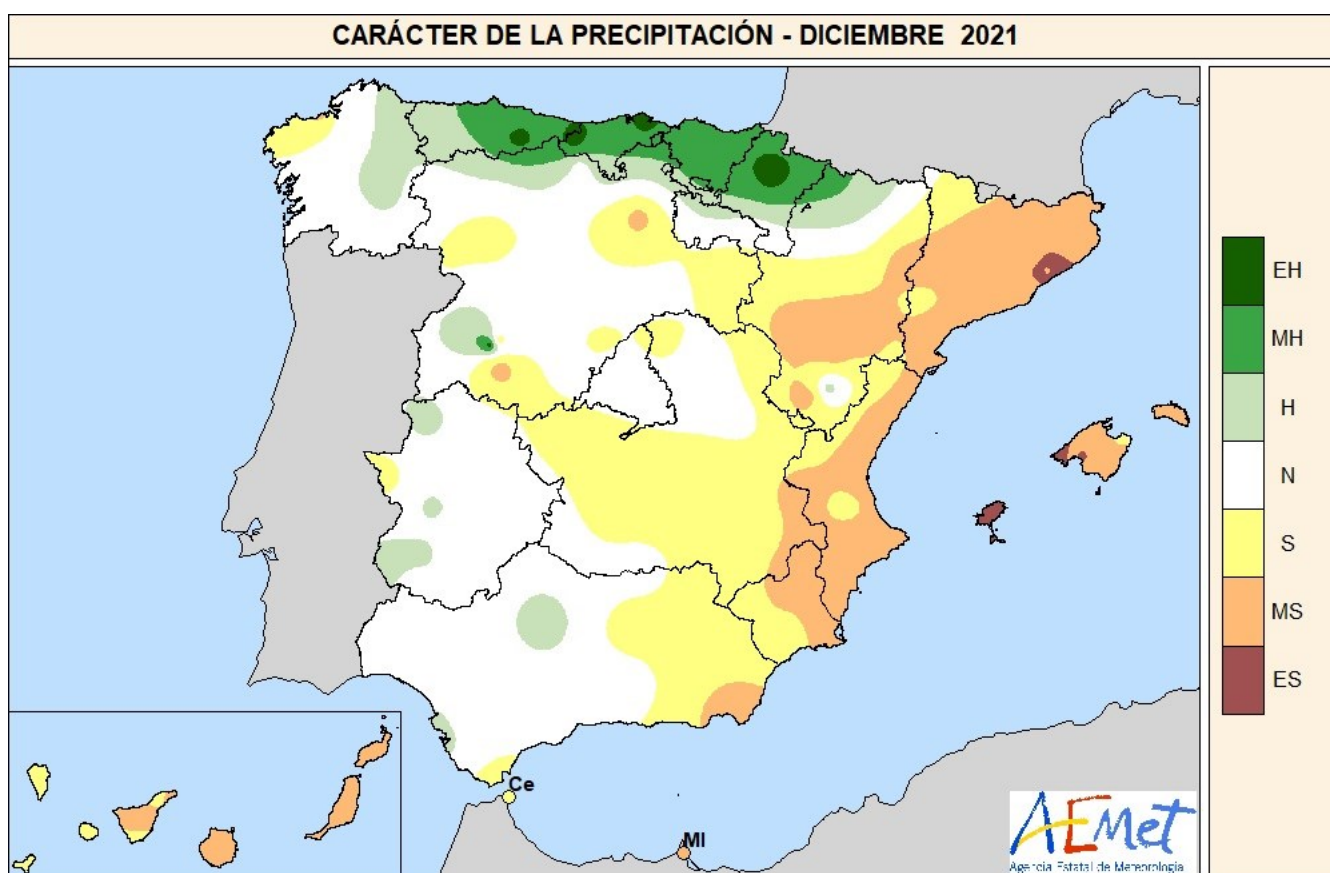 CARÁCTER DE LA PRECIPITACIÓN - DICIEMBRE 2021
EH
MH
H
N
S
MS
ES
Ce
Ml
AEMet
Agencia Estatal de Meteorología